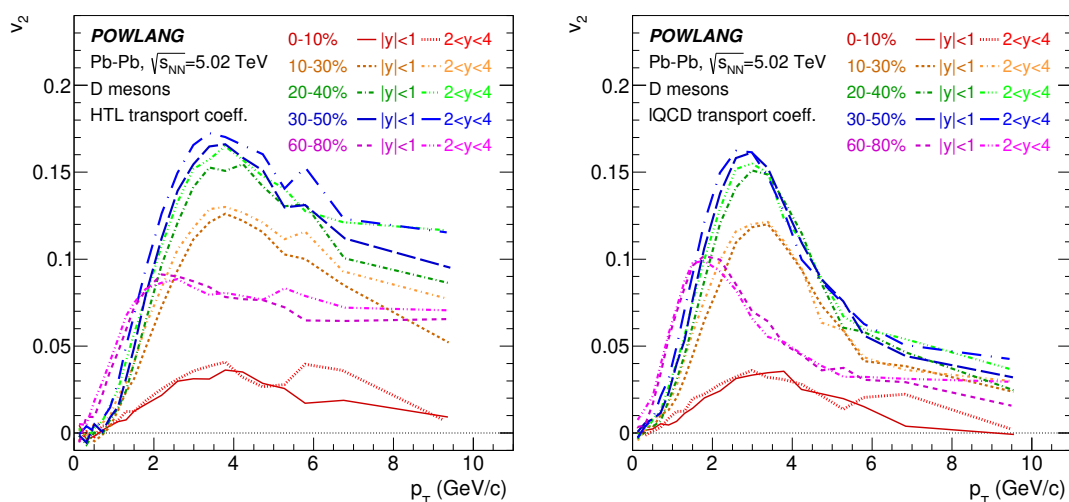 v₂
POWLANG
Pb-Pb, √sNN=5.02 TeV
D mesons
HTL transport coeff.
0-10% |y|<1 2<y<4
10-30% |y|<1 2<y<4
20-40% |y|<1 2<y<4
30-50% |y|<1 2<y<4
60-80% |y|<1 2<y<4
0.2
0.15
0.1
0.05
0
0 2 4 6 8 10
p_T (GeV/c)
v₂
POWLANG
Pb-Pb, √sNN=5.02 TeV
D mesons
lQCD transport coeff.
0-10% |y|<1 2<y<4
10-30% |y|<1 2<y<4
20-40% |y|<1 2<y<4
30-50% |y|<1 2<y<4
60-80% |y|<1 2<y<4
0.2
0.15
0.1
0.05
0
0 2 4 6 8 10
p_T (GeV/c)